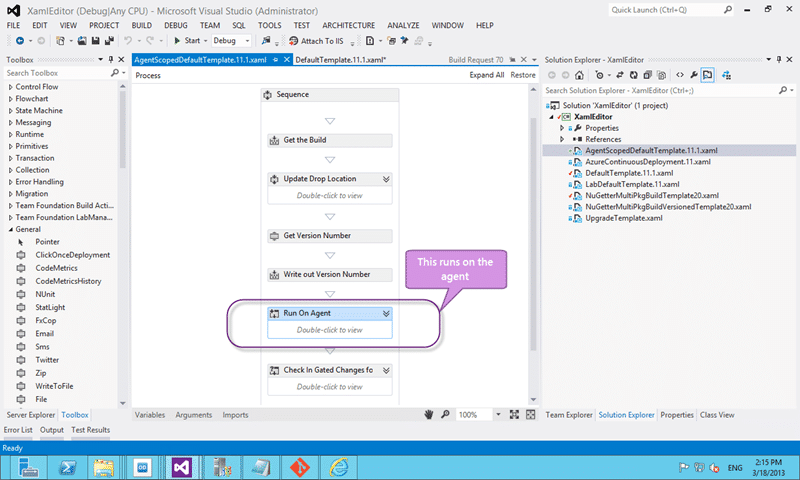 XamlEditor (Debug|Any CPU) - Microsoft Visual Studio (Administrator)
Quick Launch (Ctrl+Q)
FILE EDIT VIEW PROJECT BUILD DEBUG TEAM SQL TOOLS TEST ARCHITECTURE ANALYZE WINDOW HELP
Start Debug Attach To IIS
Toolbox
Search Toolbox
Control Flow
Flowchart
State Machine
Messaging
Runtime
Primitives
Transaction
Collection
Error Handling
Migration
Team Foundation Build Acti...
Team Foundation LabMana...
General
Pointer
ClickOnceDeployment
CodeMetrics
CodeMetricsHistory
NUnit
StatLight
FxCop
Email
Sms
Twitter
Zip
WriteToFile
File
Server Explorer Toolbox
AgentScopedDefaultTemplate.11.1.xaml DefaultTemplate.11.1.xaml* Build Request 70
Process Expand All Restore
Sequence
Get the Build
Update Drop Location
Double-click to view
Get Version Number
Write out Version Number
This runs on the
agent
Run On Agent
Double-click to view
Check In Gated Changes fo
Double-click to view
Variables Arguments Imports 100%
Solution Explorer - XamlEditor
Search Solution Explorer - XamlEditor (Ctrl+;)
Solution 'XamlEditor' (1 project)
XamlEditor
Properties
References
AgentScopedDefaultTemplate.11.1.xaml
AzureContinuousDeployment.11.xaml
DefaultTemplate.11.1.xaml
LabDefaultTemplate.11.xaml
NuGetterMultiPkgBuildTemplate20.xaml
NuGetterMultiPkgBuildVersionedTemplate20.xaml
UpgradeTemplate.xaml
Team Explorer Solution Explorer Properties Class View
Error List Output Test Results
Ready
ENG
2:15 PM
3/18/2013